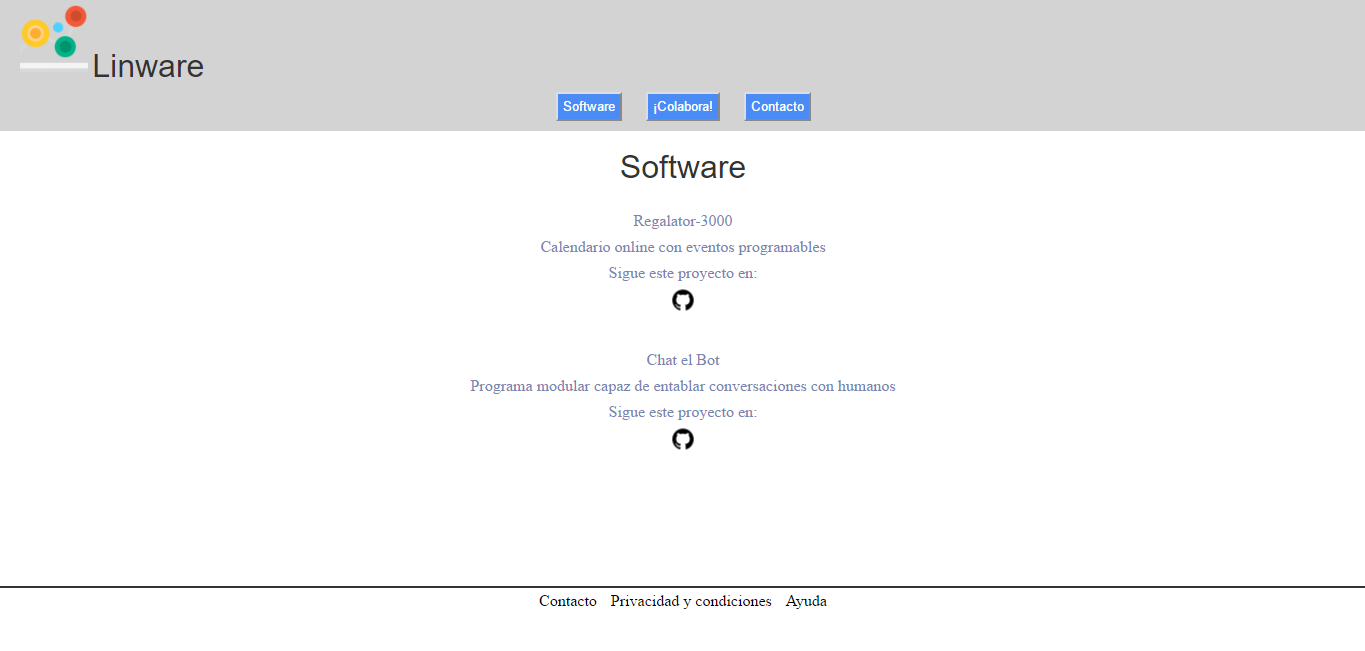 Linware
Software ¡Colabora! Contacto
Software
Regalator-3000
Calendario online con eventos programables
Sigue este proyecto en:
Chat el Bot
Programa modular capaz de entablar conversaciones con humanos
Sigue este proyecto en:
Contacto Privacidad y condiciones Ayuda